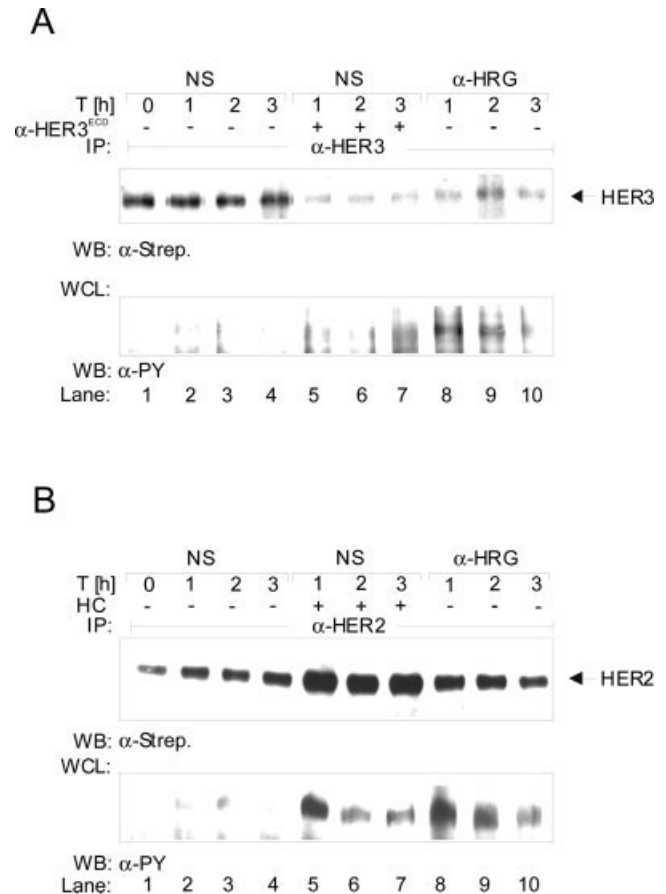 A
NS NS α-HRG
T [h] 0 1 2 3 1 2 3 1 2 3
α-HER3ECD - - - - + + + - - -
IP: α-HER3
HER3
WB: α-Strep.
WCL:
WB: α-PY
Lane: 1 2 3 4 5 6 7 8 9 10
B
NS NS α-HRG
T [h] 0 1 2 3 1 2 3 1 2 3
HC - - - - + + + - - -
IP: α-HER2
HER2
WB: α-Strep.
WCL:
WB: α-PY
Lane: 1 2 3 4 5 6 7 8 9 10